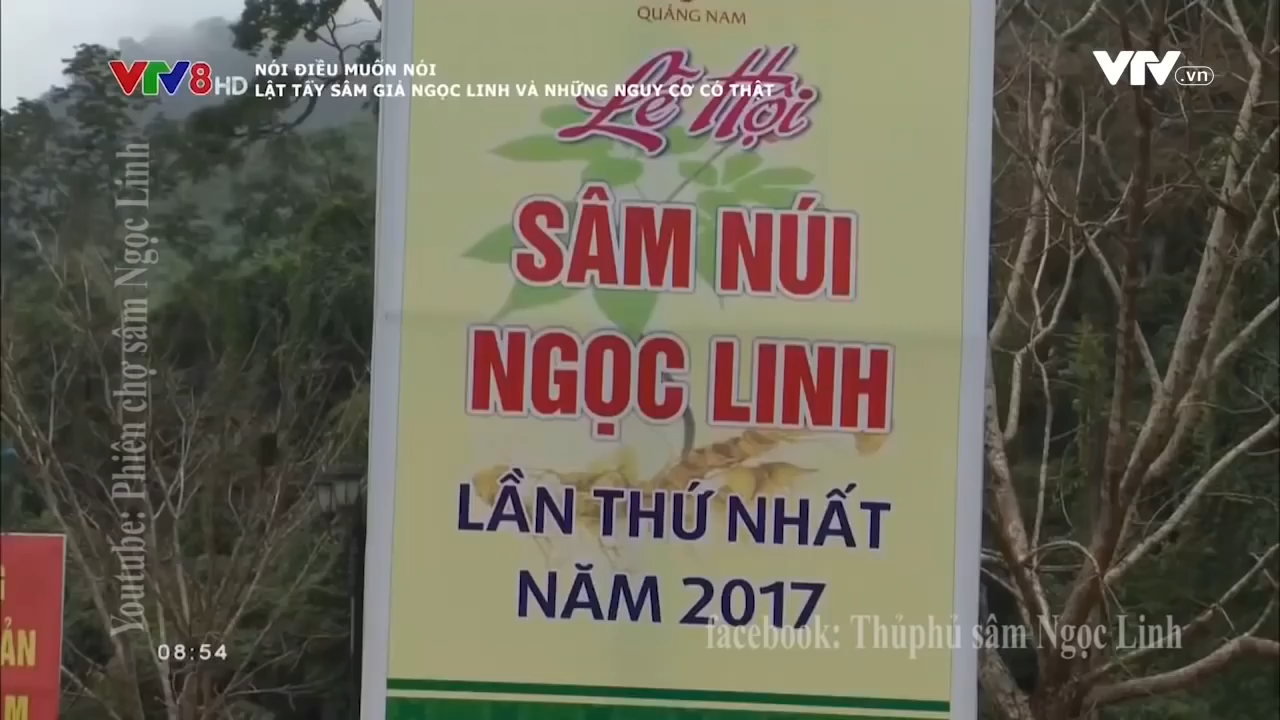 QUẢNG NAM
VTV8 HD
NÓI ĐIỀU MUỐN NÓI
LẬT TẨY SÂM GIẢ NGỌC LINH VÀ NHỮNG NGUY CƠ CÓ THẬT
VTV.vn
Lễ Hội
SÂM NÚI
NGỌC LINH
LẦN THỨ NHẤT
NĂM 2017
Youtube: Phiên chợ sâm Ngọc Linh
facebook: Thủphủ sâm Ngọc Linh
08:54
ẢN
M